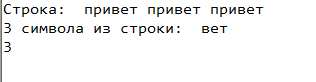 Строка:  привет привет привет
3 символа из строки:  вет
3